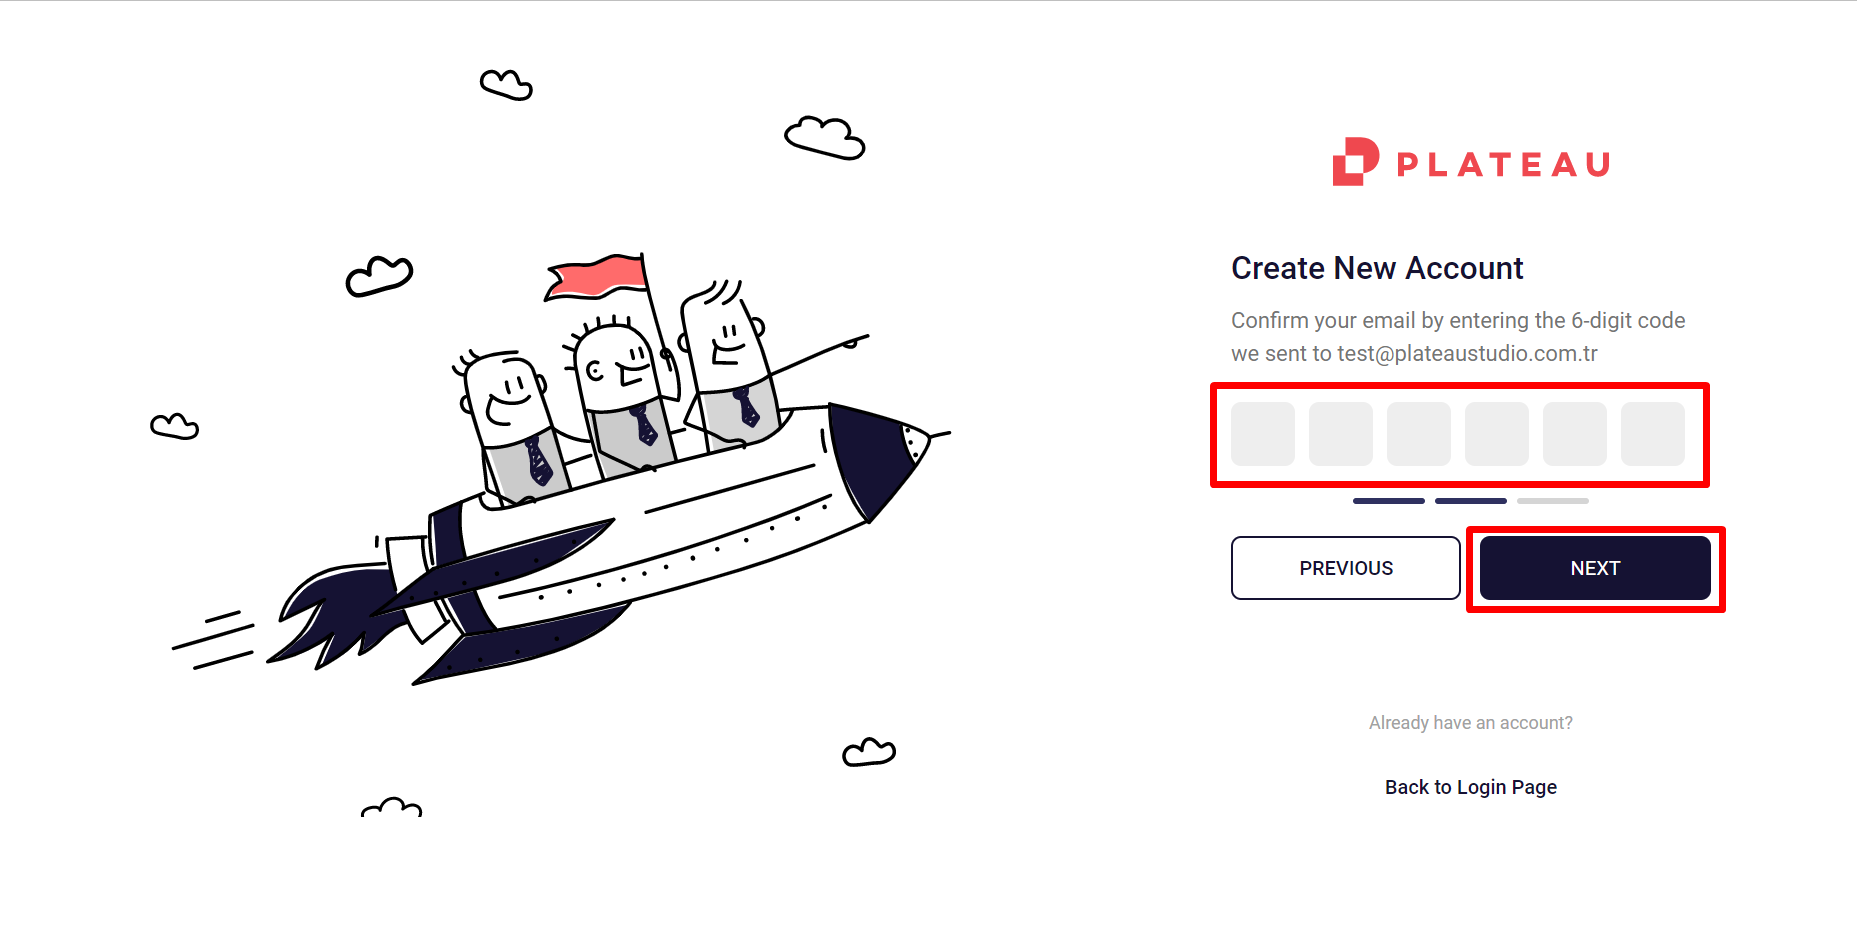 PLATEAU
Create New Account
Confirm your email by entering the 6-digit code
we sent to test@plateaustudio.com.tr
PREVIOUS
NEXT
Already have an account?
Back to Login Page